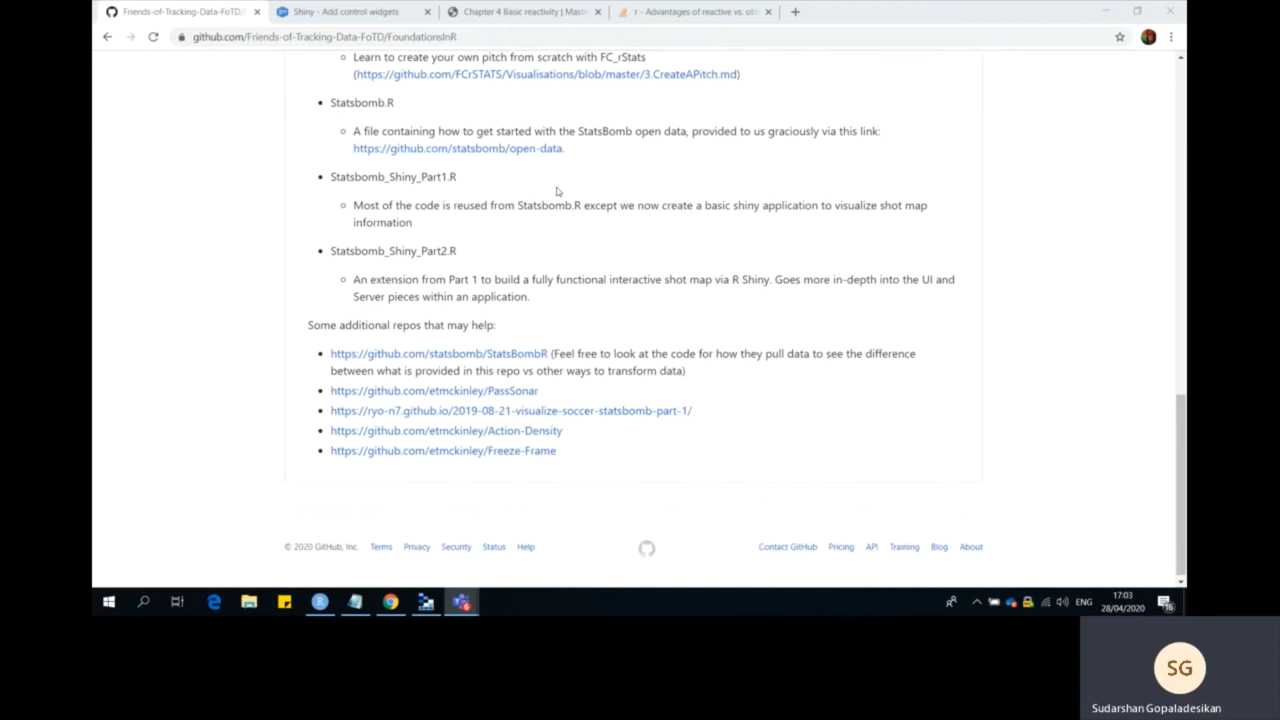 Friends-of-Tracking-Data-FoTD/
Shiny - Add control widgets
Chapter 4 Basic reactivity | Maste
r - Advantages of reactive vs. ob
github.com/Friends-of-Tracking-Data-FoTD/FoundationsInR
Learn to create your own pitch from scratch with FC_rStats
(https://github.com/FCrSTATS/Visualisations/blob/master/3.CreateAPitch.md)
Statsbomb.R
A file containing how to get started with the StatsBomb open data, provided to us graciously via this link:
https://github.com/statsbomb/open-data.
Statsbomb_Shiny_Part1.R
Most of the code is reused from Statsbomb.R except we now create a basic shiny application to visualize shot map
information
Statsbomb_Shiny_Part2.R
An extension from Part 1 to build a fully functional interactive shot map via R Shiny. Goes more in-depth into the UI and
Server pieces within an application.
Some additional repos that may help:
https://github.com/statsbomb/StatsBombR (Feel free to look at the code for how they pull data to see the difference
between what is provided in this repo vs other ways to transform data)
https://github.com/etmckinley/PassSonar
https://ryo-n7.github.io/2019-08-21-visualize-soccer-statsbomb-part-1/
https://github.com/etmckinley/Action-Density
https://github.com/etmckinley/Freeze-Frame
© 2020 GitHub, Inc. Terms Privacy Security Status Help Contact GitHub Pricing API Training Blog About
ENG
17:03
28/04/2020
16
SG
Sudarshan Gopaladesikan